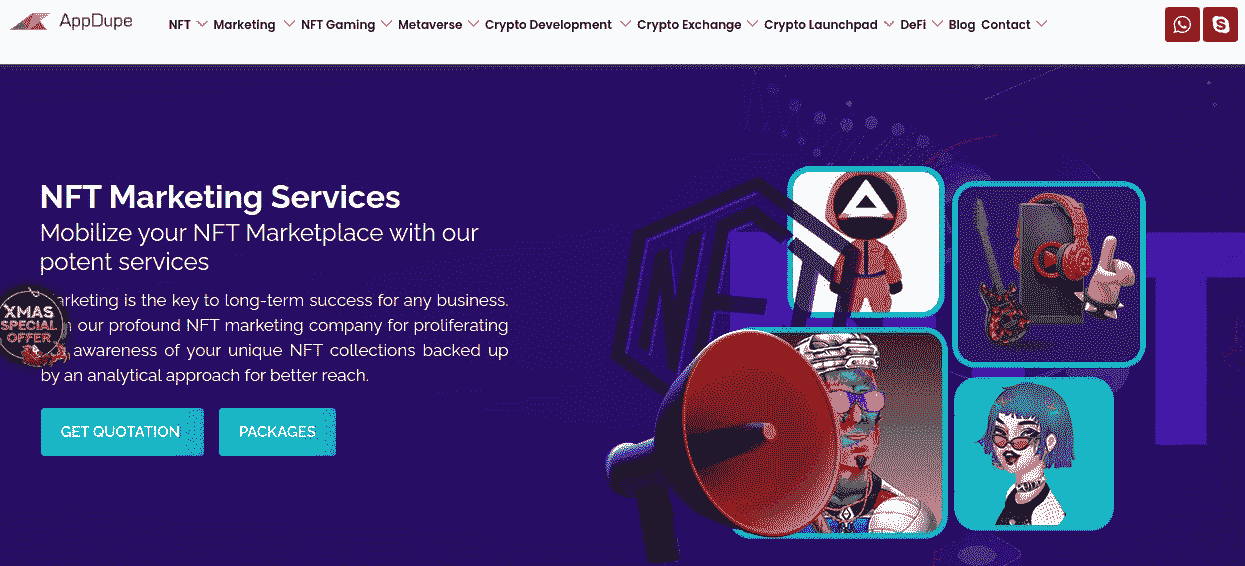 AppDupe
NFT Marketing NFT Gaming Metaverse Crypto Development Crypto Exchange Crypto Launchpad DeFi Blog Contact
NFT Marketing Services
Mobilize your NFT Marketplace with our
potent services
arketing is the key to long-term success for any business.
our profound NFT marketing company for proliferating
awareness of your unique NFT collections backed up
by an analytical approach for better reach.
XMAS
SPECIAL
OFFER
GET QUOTATION PACKAGES
NFT